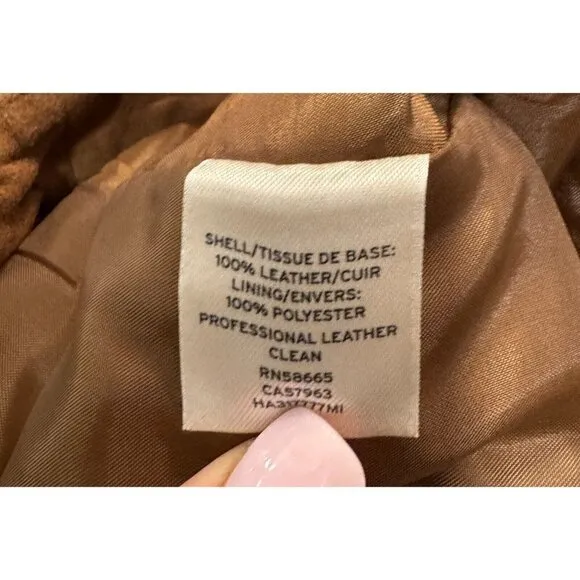 SHELL/TISSUE DE BASE:
100% LEATHER/CUIR
LINING/ENVERS:
100% POLYESTER
PROFESSIONAL LEATHER
CLEAN
RN58665
CA57963